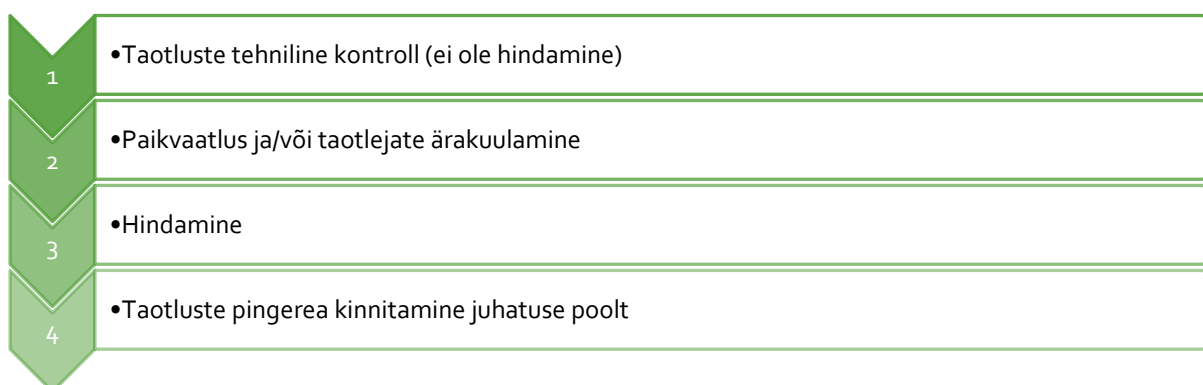 1
•Taotluste tehniline kontroll (ei ole hindamine)
2
•Paikvaatlus ja/või taotlejate ärakuulamine
3
•Hindamine
4
•Taotluste pingerea kinnitamine juhatuse poolt